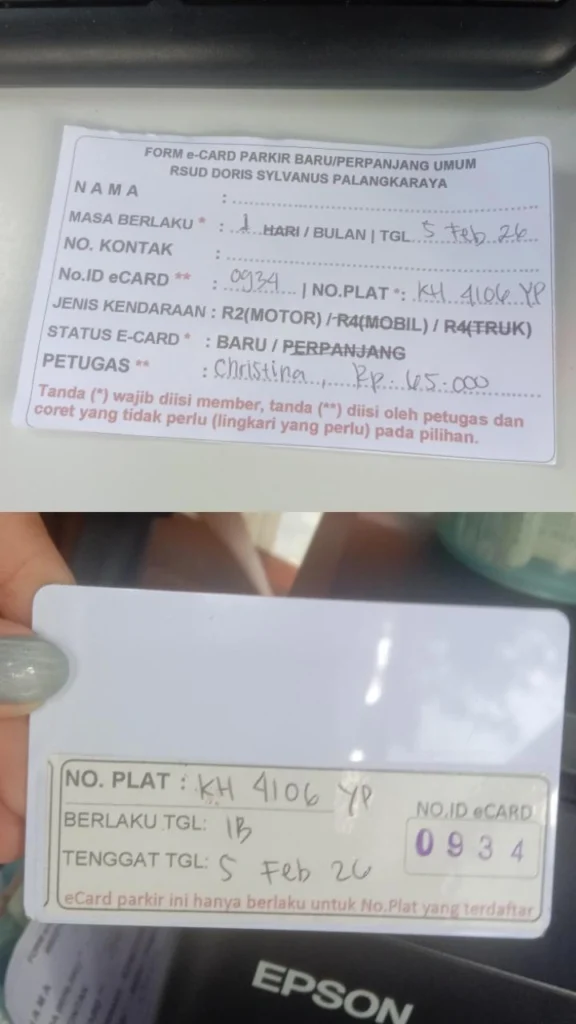 FORM e-CARD PARKIR BARU/PERPANJANG UMUM
RSUD DORIS SYLVANUS PALANGKARAYA
NAMA :
MASA BERLAKU * : 1 HARI / BULAN | TGL 5 Feb 26
NO. KONTAK :
No.ID eCARD ** : 0934 | NO.PLAT *: KH 4106 YP
JENIS KENDARAAN : R2(MOTOR) / R4(MOBIL) / R4(TRUK)
STATUS E-CARD * : BARU / PERPANJANG
PETUGAS ** : Christina, Rp. 65.000
Tanda (*) wajib diisi member, tanda (**) diisi oleh petugas dan
coret yang tidak perlu (lingkari yang perlu) pada pilihan.
NO. PLAT : KH 4106 YP
BERLAKU TGL: 1B
TENGGAT TGL: 5 Feb 26
NO.ID eCARD
0934
eCard parkir ini hanya berlaku untuk No.Plat yang terdaftar
EPSON